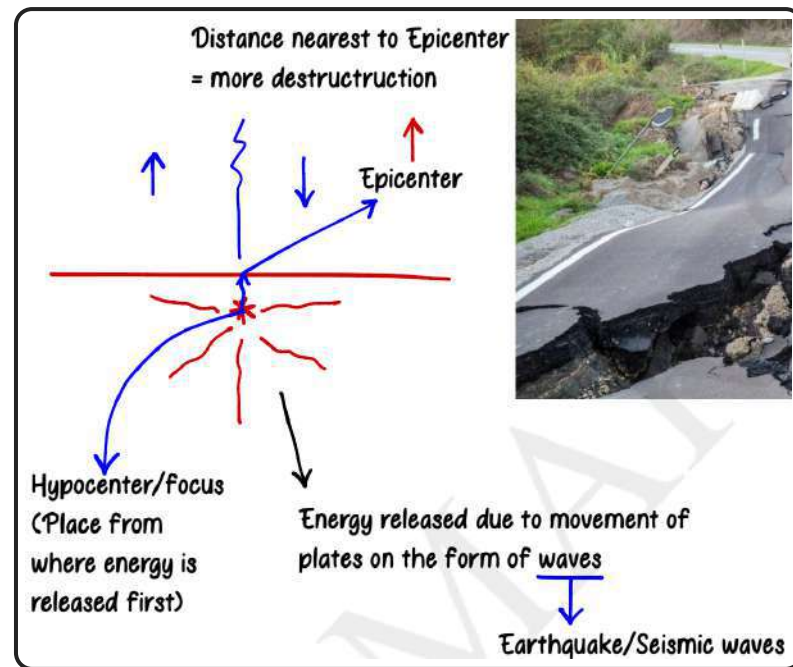 Distance nearest to Epicenter
= more destructruction
Epicenter
Hypocenter/focus
(Place from
where energy is
released first)
Energy released due to movement of
plates on the form of waves
Earthquake/Seismic waves